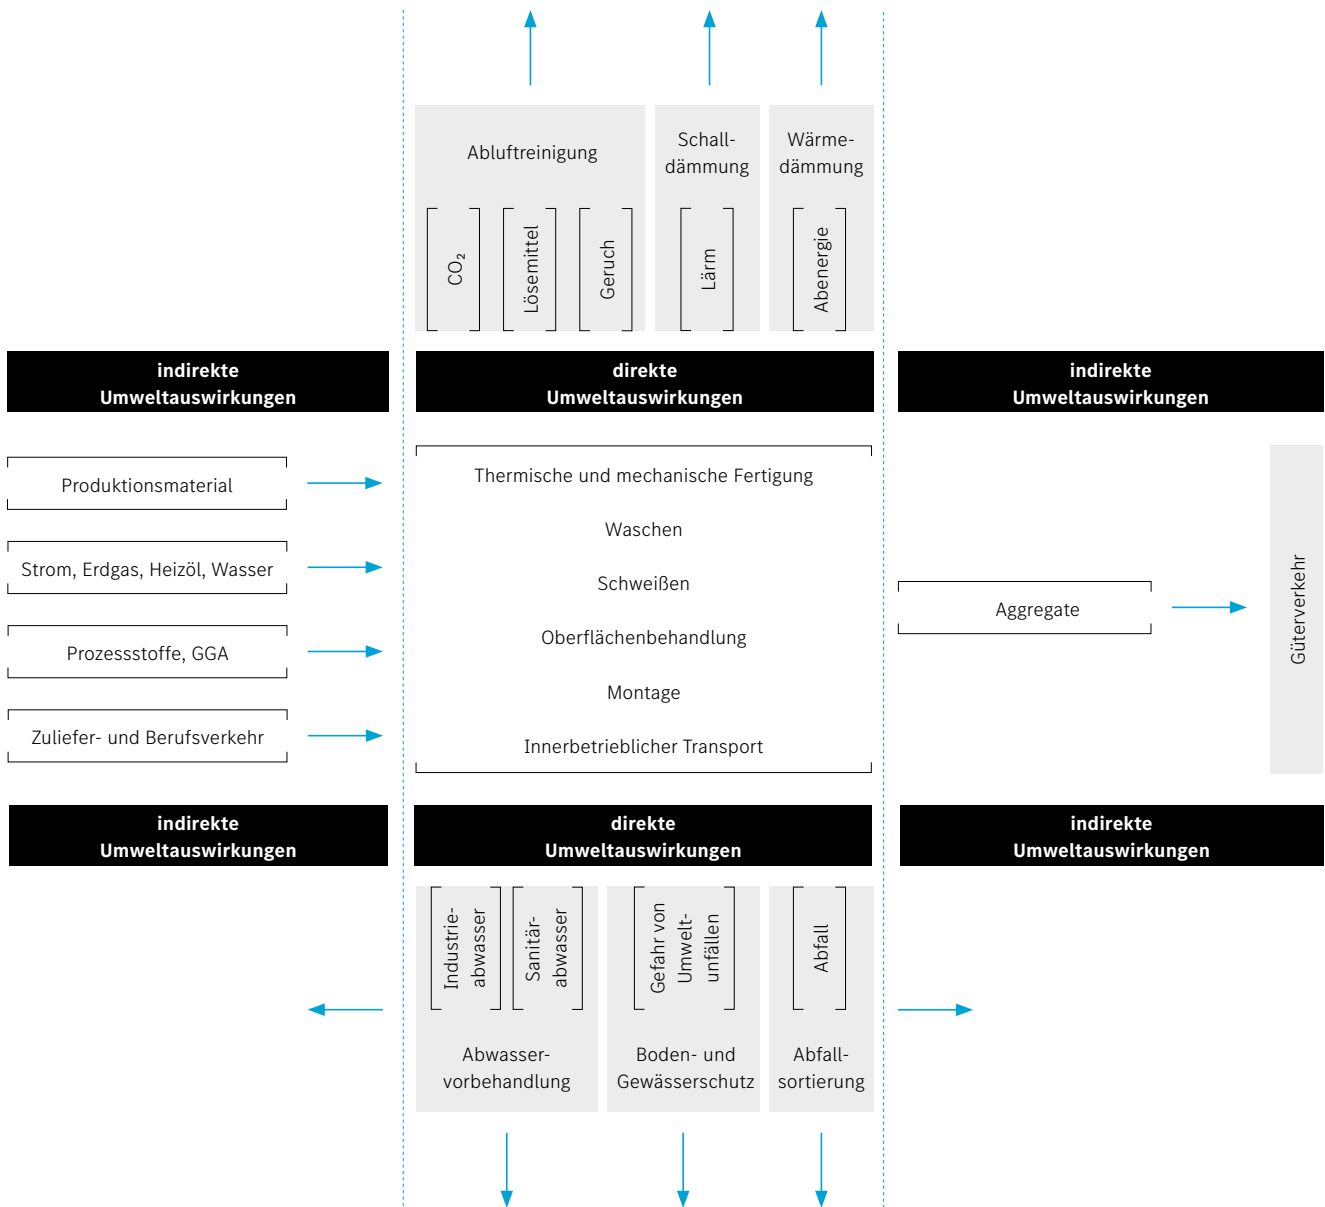 Abluftreinigung
Schall-
dämmung
Wärme-
dämmung
CO₂
Lösemittel
Geruch
Lärm
Abenergie
indirekte
Umweltauswirkungen
direkte
Umweltauswirkungen
indirekte
Umweltauswirkungen
Produktionsmaterial
Strom, Erdgas, Heizöl, Wasser
Prozessstoffe, GGA
Zuliefer- und Berufsverkehr
Thermische und mechanische Fertigung
Waschen
Schweißen
Oberflächenbehandlung
Montage
Innerbetrieblicher Transport
Aggregate
Güterverkehr
indirekte
Umweltauswirkungen
direkte
Umweltauswirkungen
indirekte
Umweltauswirkungen
Industrie-
abwasser
Sanitär-
abwasser
Gefahr von
Umwelt-
unfällen
Abfall
Abwasser-
vorbehandlung
Boden- und
Gewässerschutz
Abfall-
sortierung